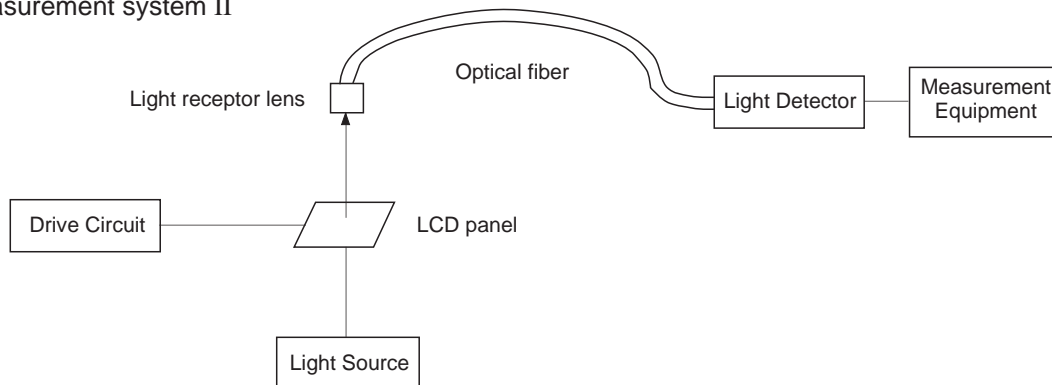 asurement system II
Optical fiber
Light receptor lens
Light Detector
Measurement
Equipment
Drive Circuit
LCD panel
Light Source